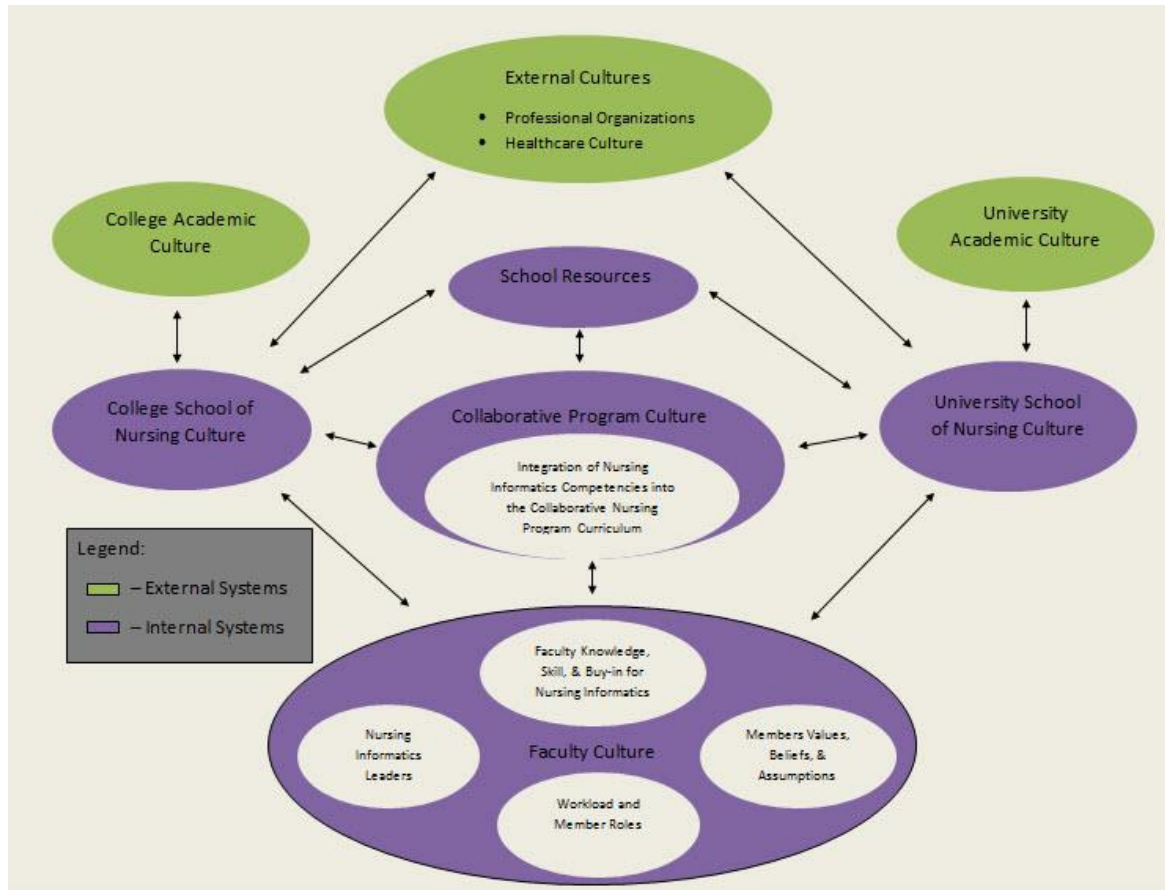 External Cultures
• Professional Organizations
• Healthcare Culture
College Academic
Culture
University
Academic Culture
School Resources
College School of
Nursing Culture
Collaborative Program Culture
University School
of Nursing Culture
Integration of Nursing
Informatics Competencies into
the Collaborative Nursing
Program Curriculum
Legend:
– External Systems
– Internal Systems
Faculty Knowledge,
Skill, & Buy-in for
Nursing Informatics
Nursing
Informatics
Leaders
Faculty Culture
Members Values,
Beliefs, &
Assumptions
Workload and
Member Roles